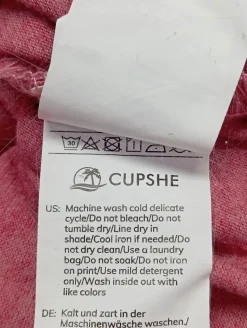 30
CUPSHE
US: Machine wash cold delicate
cycle/Do not bleach/Do not
tumble dry/Line dry in
shade/Cool iron if needed/Do
not dry clean/Use a laundry
bag/Do not soak/Do not iron
on print/Use mild detergent
only/Wash inside out with
like colors
DE: Kalt und zart in der
Maschinenwäsche waschen./